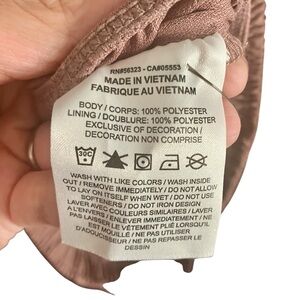 RN#56323 - CA#05553
MADE IN VIETNAM
FABRIQUE AU VIETNAM
BODY / CORPS: 100% POLYESTER
LINING / DOUBLURE: 100% POLYESTER
EXCLUSIVE OF DECORATION /
DECORATION NON COMPRISE
30C
WASH WITH LIKE COLORS / WASH INSIDE
OUT / REMOVE IMMEDIATELY / DO NOT ALLOW
TO LAY ON ITSELF WHEN WET / DO NOT USE
SOFTENERS / DO NOT IRON DESIGN
LAVER AVEC COULEURS SIMILAIRES / LAVER
A L'ENVERS / ENLEVER IMMEDIATEMENT / NE
PAS LAISSER LE VÊTEMENT PLIÉ LORSQU'IL
EST MOUILLÉ / NE PAS UTILISER
D'ADOUCISSEUR / NE PAS REPASSER LE
DESSIN